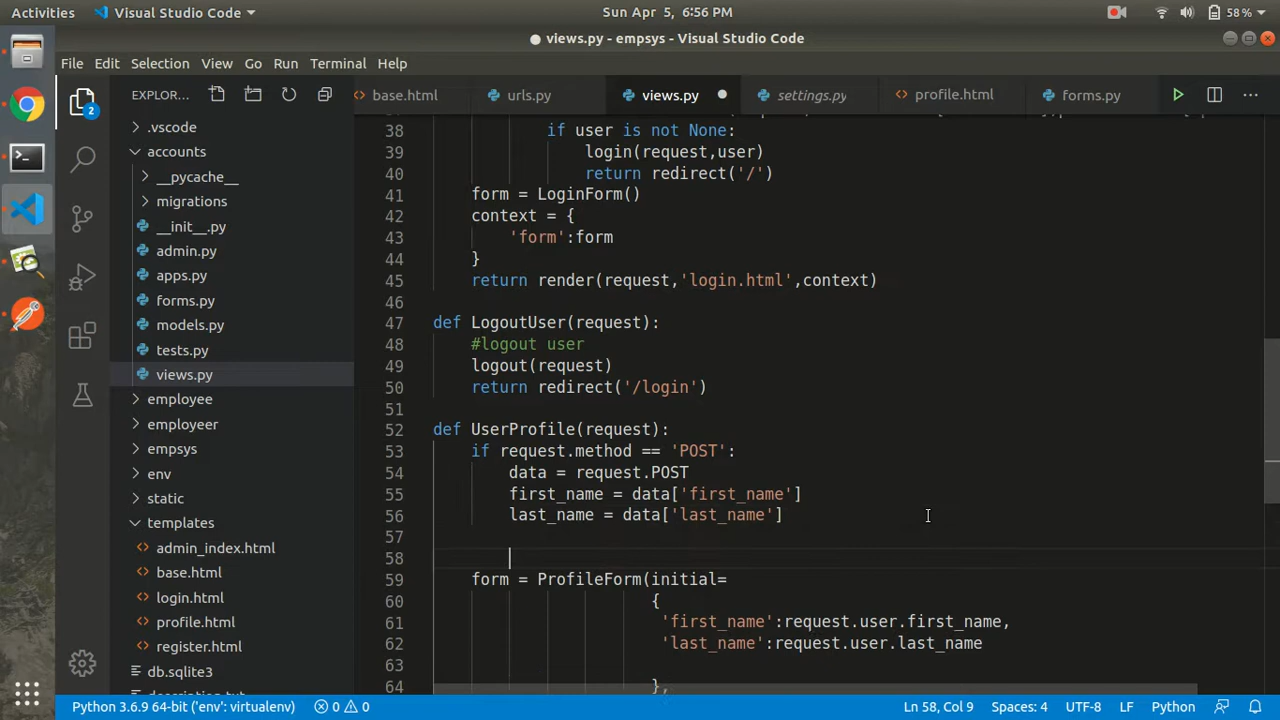 Activities Visual Studio Code Sun Apr 5, 6:56 PM 58 %
views.py - empsys - Visual Studio Code
File Edit Selection View Go Run Terminal Help
EXPLOR... base.html urls.py views.py settings.py profile.html forms.py
2
.vscode
accounts
__pycache__
migrations
__init__.py
admin.py
apps.py
forms.py
models.py
tests.py
views.py
employee
employeer
empsys
env
static
templates
admin_index.html
base.html
login.html
profile.html
register.html
db.sqlite3
38 if user is not None:
39 login(request,user)
40 return redirect('/')
41 form = LoginForm()
42 context = {
43 'form':form
44 }
45 return render(request,'login.html',context)
46
47 def LogoutUser(request):
48 #logout user
49 logout(request)
50 return redirect('/login')
51
52 def UserProfile(request):
53 if request.method == 'POST':
54 data = request.POST
55 first_name = data['first_name']
56 last_name = data['last_name']
57
58
59 form = ProfileForm(initial=
60 {
61 'first_name':request.user.first_name,
62 'last_name':request.user.last_name
63
64 },
Python 3.6.9 64-bit ('env': virtualenv) 0 0 Ln 58, Col 9 Spaces: 4 UTF-8 LF Python